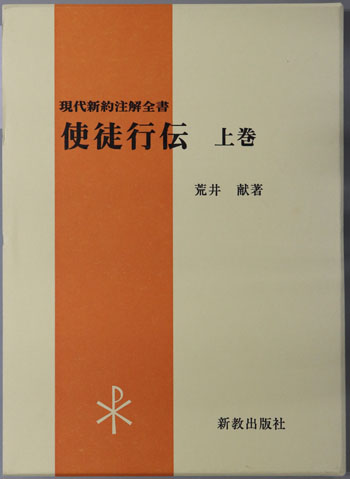 現代新約注解全書
使徒行伝 上巻
荒井 献著
新教出版社